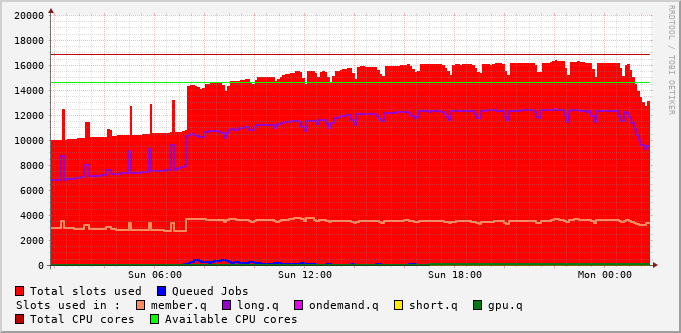 RRDTOOL / TOBI OETIKER
20000
18000
16000
14000
12000
10000
8000
6000
4000
2000
0
Sun 06:00 Sun 12:00 Sun 18:00 Mon 00:00
Total slots used Queued Jobs
Slots used in : member.q long.q ondemand.q short.q gpu.q
Total CPU cores Available CPU cores